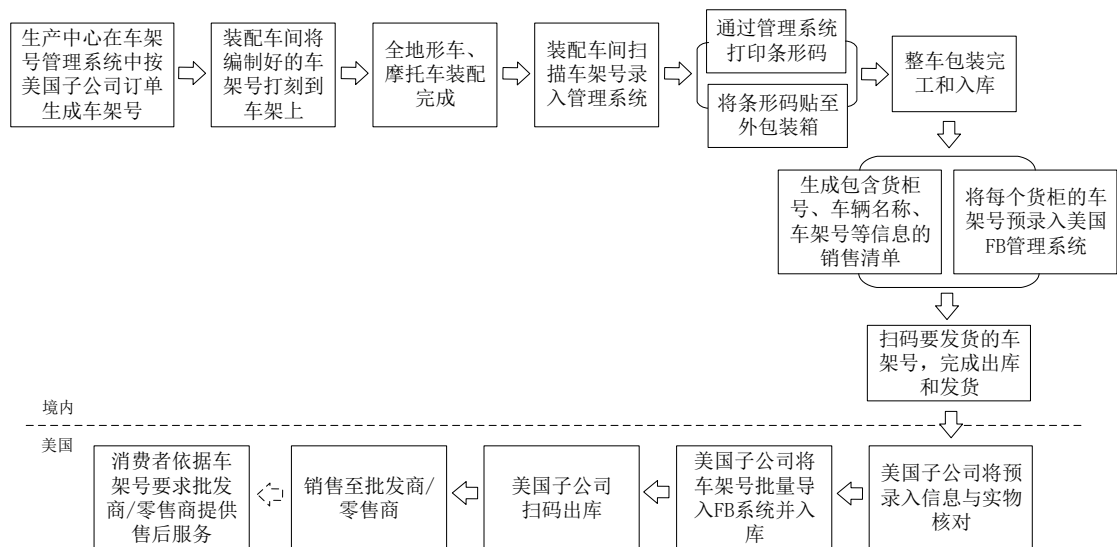 生产中心在车架
号管理系统中按
美国子公司订单
生成车架号
装配车间将
编制好的车
架号打刻到
车架上
全地形车、
摩托车装配
完成
装配车间扫
描车架号录
入管理系统
通过管理系统
打印条形码
将条形码贴至
外包装箱
整车包装完
工和入库
生成包含货柜
号、车辆名称、
车架号等信息的
销售清单
将每个货柜的车
架号预录入美国
FB管理系统
扫码要发货的车
架号，完成出库
和发货
境内
美国
美国子公司将预
录入信息与实物
核对
美国子公司将
车架号批量导
入FB系统并入
库
美国子公司
扫码出库
销售至批发商/
零售商
消费者依据车
架号要求批发
商/零售商提供
售后服务